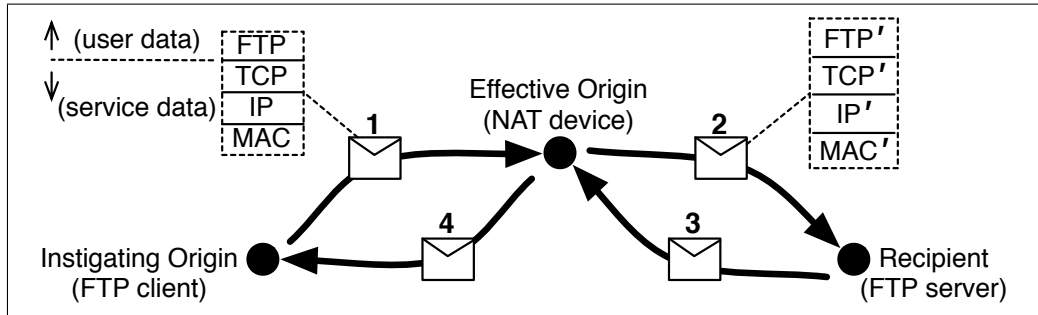 ↑ (user data)
FTP
TCP
↓ (service data)
IP
MAC
1
Effective Origin
(NAT device)
2
FTP′
TCP′
IP′
MAC′
4
3
Instigating Origin
(FTP client)
Recipient
(FTP server)